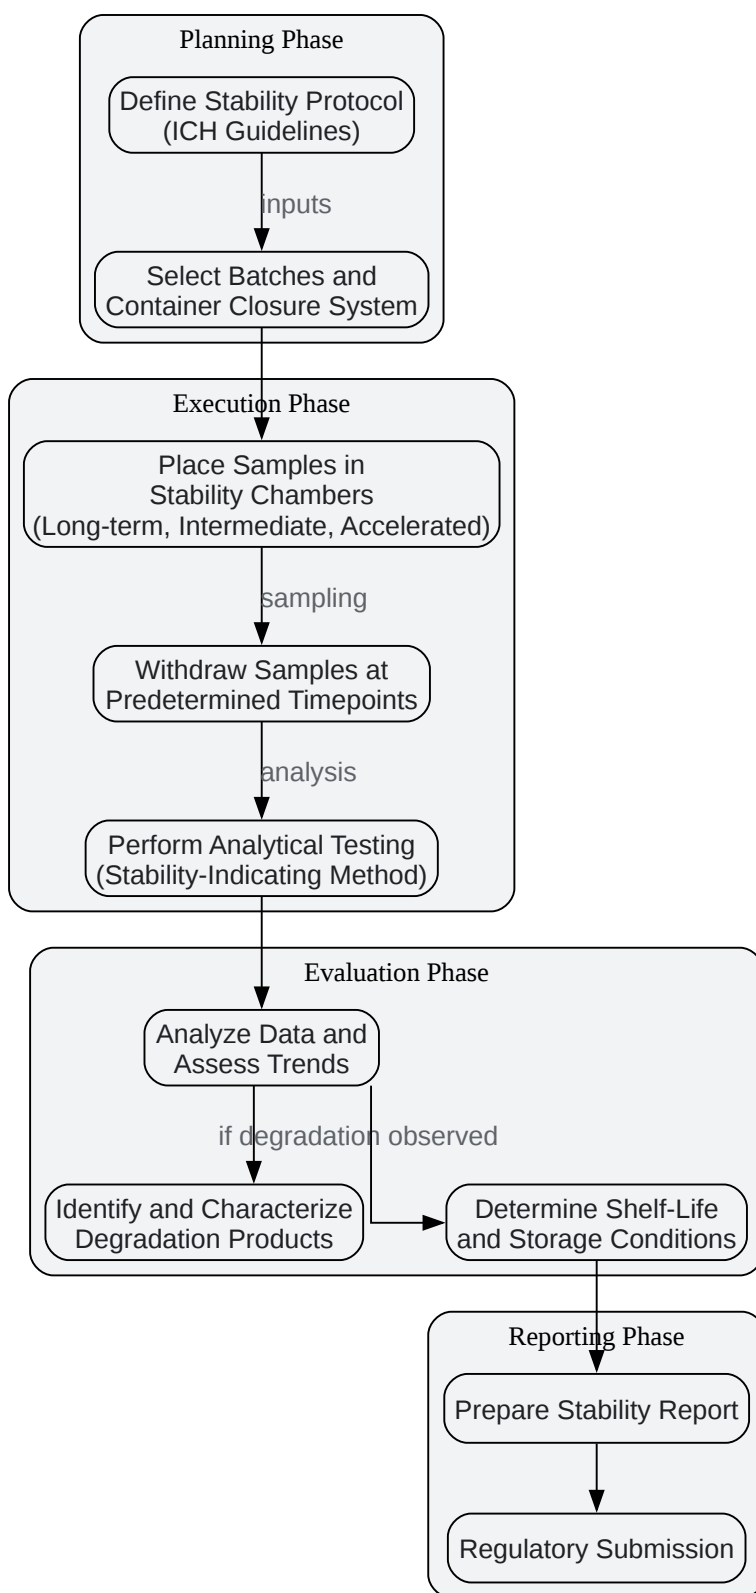 Planning Phase
Define Stability Protocol
(ICH Guidelines)
inputs
Select Batches and
Container Closure System
Execution Phase
Place Samples in
Stability Chambers
(Long-term, Intermediate, Accelerated)
sampling
Withdraw Samples at
Predetermined Timepoints
analysis
Perform Analytical Testing
(Stability-Indicating Method)
Evaluation Phase
Analyze Data and
Assess Trends
if degradation observed
Identify and Characterize
Degradation Products
Determine Shelf-Life
and Storage Conditions
Reporting Phase
Prepare Stability Report
Regulatory Submission